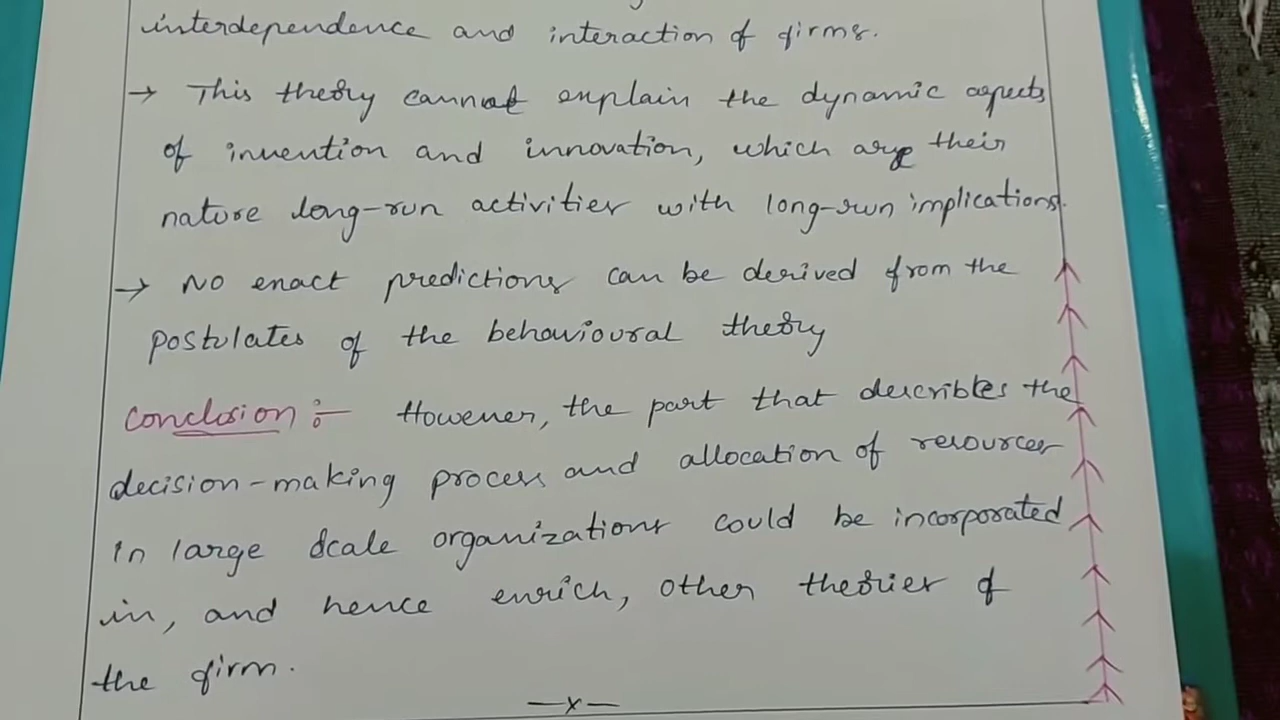 interdependence and interaction of firms.
→ This theory cannot explain the dynamic aspects
of invention and innovation, which are their
nature long-run activities with long-run implications.
→ No exact predictions can be derived from the
postulates of the behavioural theory
Conclusion :- However, the part that describles the
decision-making process and allocation of resources
in large scale organizations could be incorporated
in, and hence enrich, other theories of
the firm.
—x—